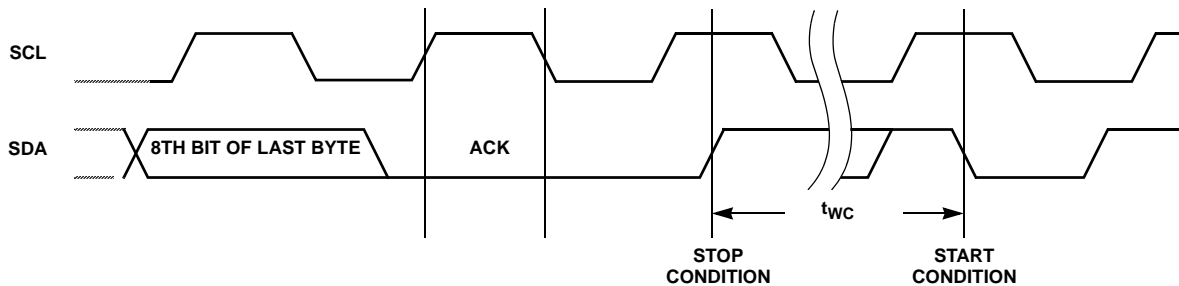 SCL
SDA
8TH BIT OF LAST BYTE
ACK
tWC
STOP
CONDITION
START
CONDITION